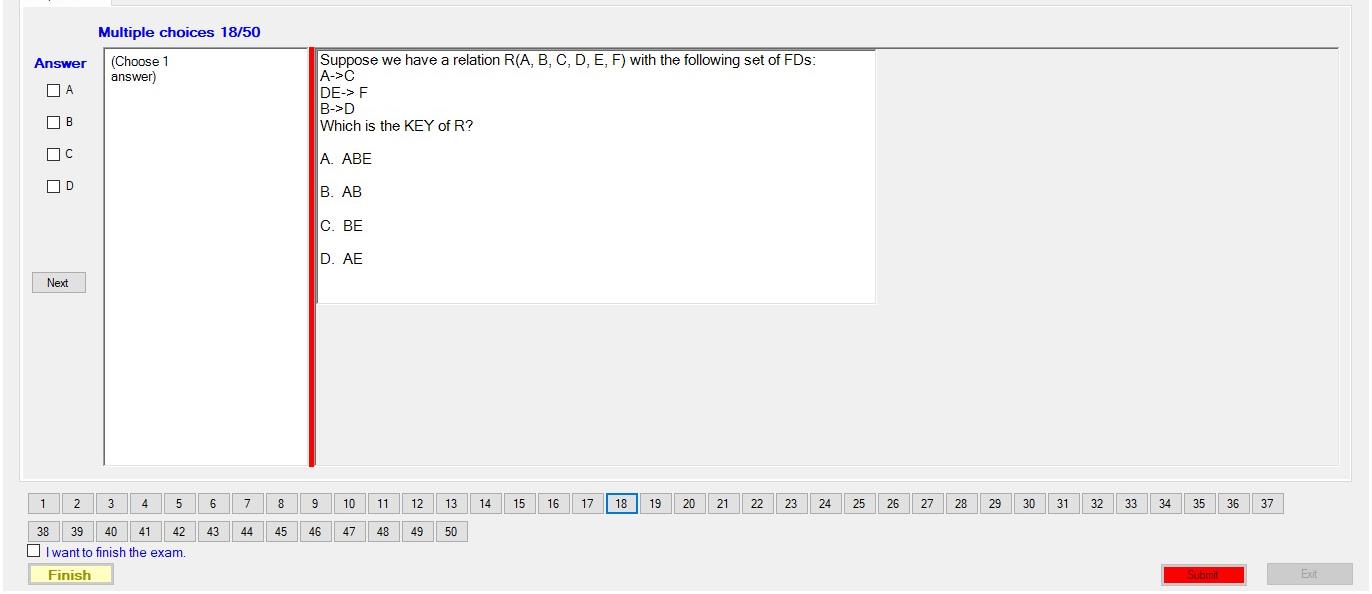 Multiple choices 18/50
Answer
A
B
C
D
Next
(Choose 1
answer)
Suppose we have a relation R(A, B, C, D, E, F) with the following set of FDs:
A->C
DE-> F
B->D
Which is the KEY of R?
A. ABE
B. AB
C. BE
D. AE
1 2 3 4 5 6 7 8 9 10 11 12 13 14 15 16 17 18 19 20 21 22 23 24 25 26 27 28 29 30 31 32 33 34 35 36 37
38 39 40 41 42 43 44 45 46 47 48 49 50
I want to finish the exam.
Finish Submit Exit